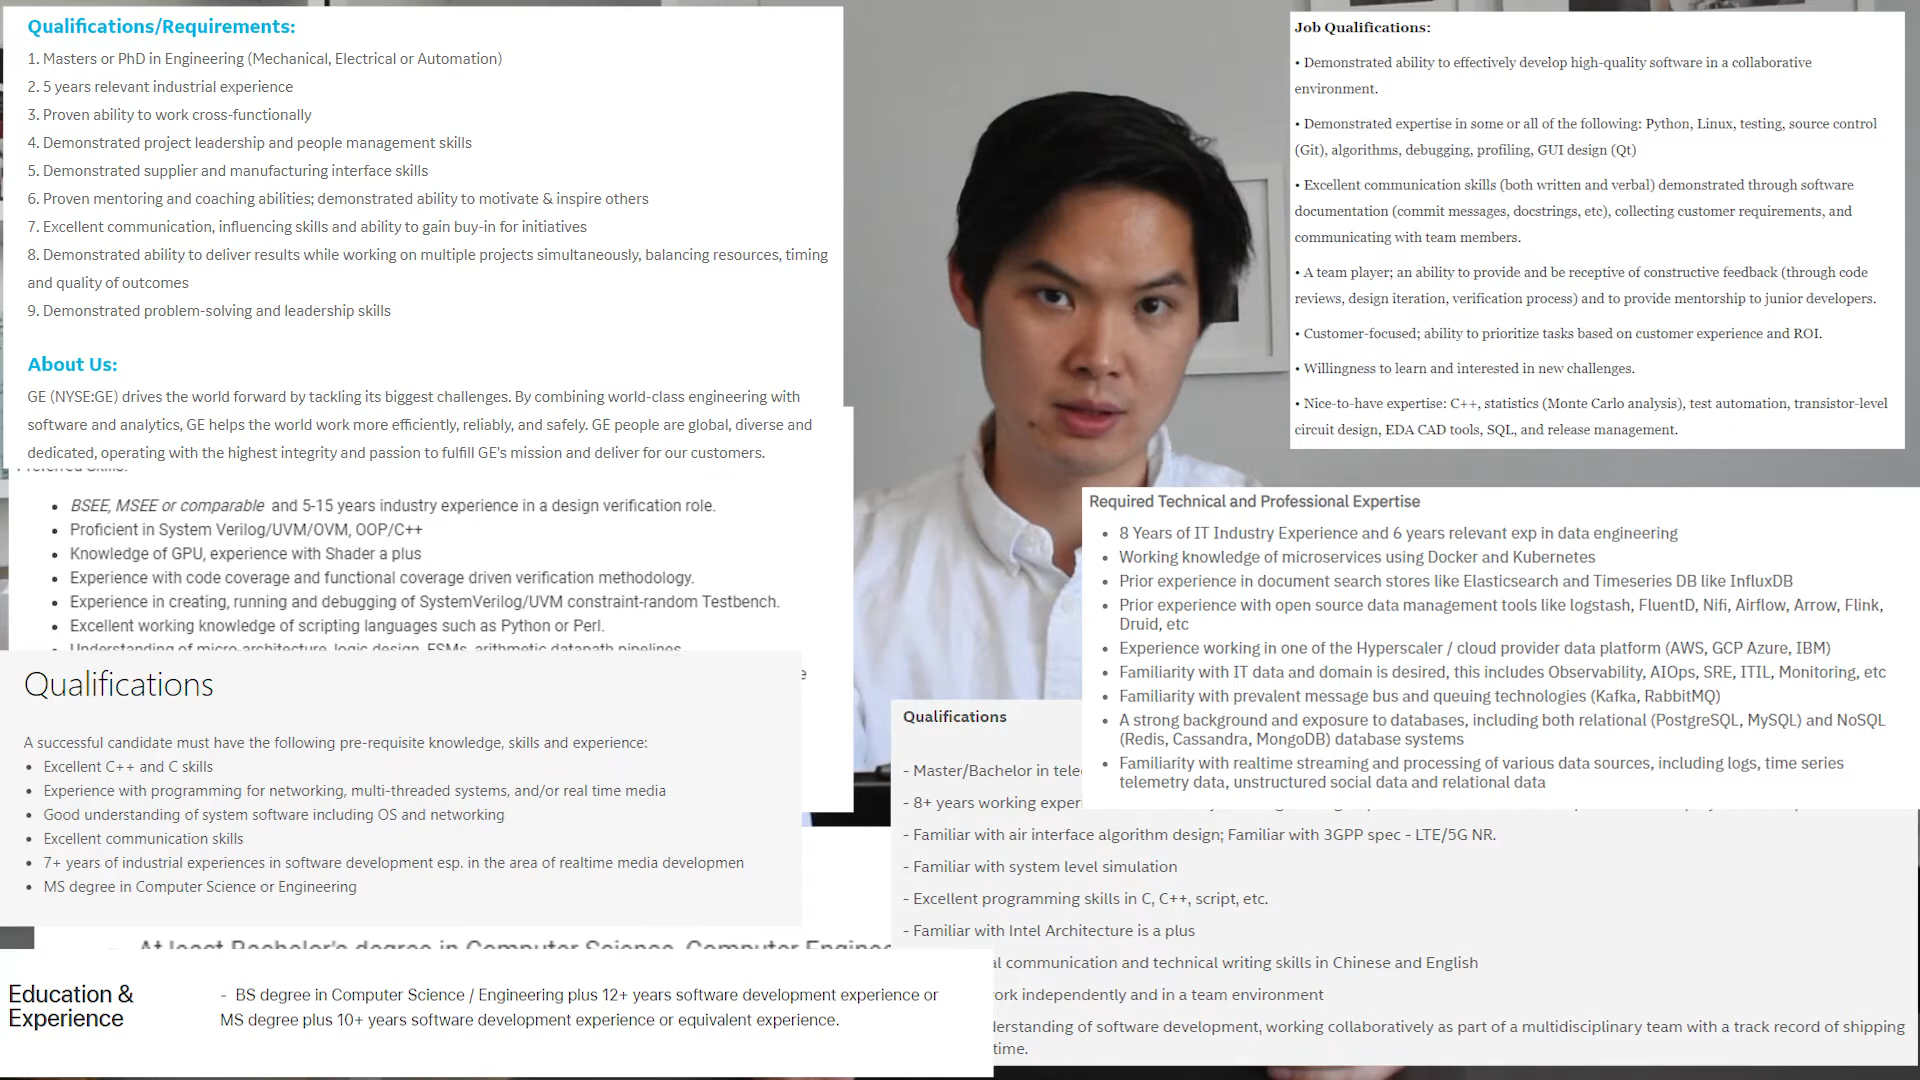 Qualifications/Requirements:
1. Masters or PhD in Engineering (Mechanical, Electrical or Automation)
2. 5 years relevant industrial experience
3. Proven ability to work cross-functionally
4. Demonstrated project leadership and people management skills
5. Demonstrated supplier and manufacturing interface skills
6. Proven mentoring and coaching abilities; demonstrated ability to motivate & inspire others
7. Excellent communication, influencing skills and ability to gain buy-in for initiatives
8. Demonstrated ability to deliver results while working on multiple projects simultaneously, balancing resources, timing
and quality of outcomes
9. Demonstrated problem-solving and leadership skills
About Us:
GE (NYSE:GE) drives the world forward by tackling its biggest challenges. By combining world-class engineering with
software and analytics, GE helps the world work more efficiently, reliably, and safely. GE people are global, diverse and
dedicated, operating with the highest integrity and passion to fulfill GE's mission and deliver for our customers.
BSEE, MSEE or comparable and 5-15 years industry experience in a design verification role.
Proficient in System Verilog/UVM/OVM, OOP/C++
Knowledge of GPU, experience with Shader a plus
Experience with code coverage and functional coverage driven verification methodology.
Experience in creating, running and debugging of SystemVerilog/UVM constraint-random Testbench.
Excellent working knowledge of scripting languages such as Python or Perl.
Understanding of micro-architecture, logic design, FSMs, arithmetic datapath pipelines
Qualifications
A successful candidate must have the following pre-requisite knowledge, skills and experience:
• Excellent C++ and C skills
• Experience with programming for networking, multi-threaded systems, and/or real time media
• Good understanding of system software including OS and networking
• Excellent communication skills
• 7+ years of industrial experiences in software development esp. in the area of realtime media developmen
• MS degree in Computer Science or Engineering
At least Bachelor's degree in Computer Science, Computer Enginee
Education &
Experience
- BS degree in Computer Science / Engineering plus 12+ years software development experience or
MS degree plus 10+ years software development experience or equivalent experience.
Job Qualifications:
• Demonstrated ability to effectively develop high-quality software in a collaborative
environment.
• Demonstrated expertise in some or all of the following: Python, Linux, testing, source control
(Git), algorithms, debugging, profiling, GUI design (Qt)
• Excellent communication skills (both written and verbal) demonstrated through software
documentation (commit messages, docstrings, etc), collecting customer requirements, and
communicating with team members.
• A team player; an ability to provide and be receptive of constructive feedback (through code
reviews, design iteration, verification process) and to provide mentorship to junior developers.
• Customer-focused; ability to prioritize tasks based on customer experience and ROI.
• Willingness to learn and interested in new challenges.
• Nice-to-have expertise: C++, statistics (Monte Carlo analysis), test automation, transistor-level
circuit design, EDA CAD tools, SQL, and release management.
Required Technical and Professional Expertise
• 8 Years of IT Industry Experience and 6 years relevant exp in data engineering
• Working knowledge of microservices using Docker and Kubernetes
• Prior experience in document search stores like Elasticsearch and Timeseries DB like InfluxDB
• Prior experience with open source data management tools like logstash, FluentD, Nifi, Airflow, Arrow, Flink,
Druid, etc
• Experience working in one of the Hyperscaler / cloud provider data platform (AWS, GCP Azure, IBM)
• Familiarity with IT data and domain is desired, this includes Observability, AIOps, SRE, ITIL, Monitoring, etc
• Familiarity with prevalent message bus and queuing technologies (Kafka, RabbitMQ)
• A strong background and exposure to databases, including both relational (PostgreSQL, MySQL) and NoSQL
(Redis, Cassandra, MongoDB) database systems
• Familiarity with realtime streaming and processing of various data sources, including logs, time series
telemetry data, unstructured social data and relational data
Qualifications
- Master/Bachelor in tele
- 8+ years working exper
- Familiar with air interface algorithm design; Familiar with 3GPP spec - LTE/5G NR.
- Familiar with system level simulation
- Excellent programming skills in C, C++, script, etc.
- Familiar with Intel Architecture is a plus
al communication and technical writing skills in Chinese and English
ork independently and in a team environment
derstanding of software development, working collaboratively as part of a multidisciplinary team with a track record of shipping
time.